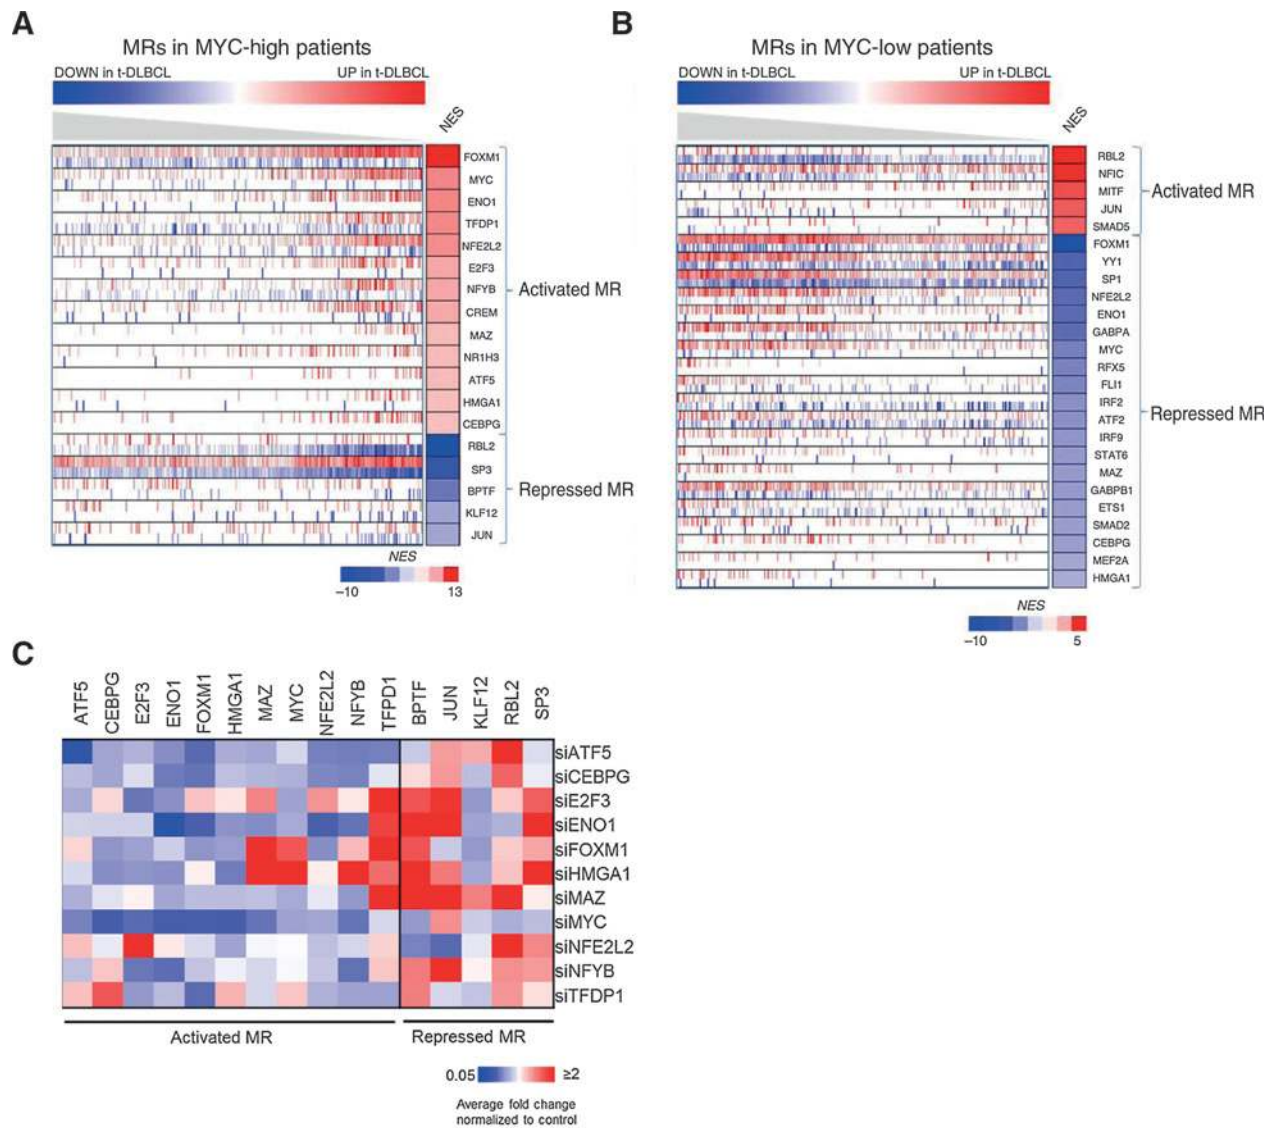 A
MRs in MYC-high patients
DOWN in t-DLBCL UP in t-DLBCL
NES
FOXM1
MYC
ENO1
TFDP1
NFE2L2
E2F3
NFYB
CREM
MAZ
NR1H3
ATF5
HMGA1
CEBPG
RBL2
SP3
BPTF
KLF12
JUN
Activated MR
Repressed MR
NES
–10 13
B
MRs in MYC-low patients
DOWN in t-DLBCL UP in t-DLBCL
NES
RBL2
NFIC
MITF
JUN
SMAD5
FOXM1
YY1
SP1
NFE2L2
ENO1
GABPA
MYC
RFX5
FLI1
IRF2
ATF2
IRF9
STAT6
MAZ
GABPB1
ETS1
SMAD2
CEBPG
MEF2A
HMGA1
Activated MR
Repressed MR
NES
–10 5
C
ATF5 CEBPG E2F3 ENO1 FOXM1 HMGA1 MAZ MYC NFE2L2 NFYB TFPD1 BPTF JUN KLF12 RBL2 SP3
siATF5
siCEBPG
siE2F3
siENO1
siFOXM1
siHMGA1
siMAZ
siMYC
siNFE2L2
siNFYB
siTFDP1
Activated MR Repressed MR
0.05 ≥2
Average fold change
normalized to control